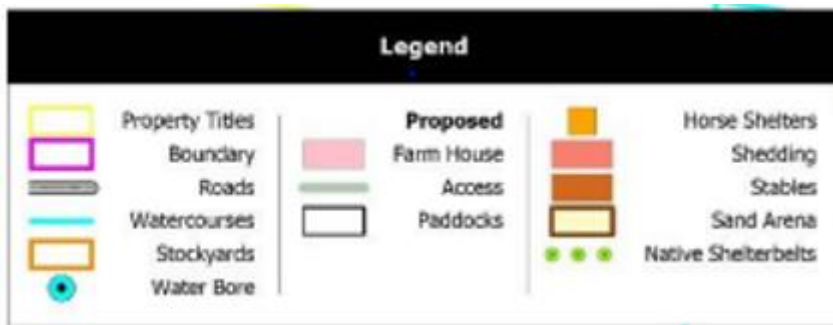 Legend
Property Titles
Boundary
Roads
Watercourses
Stockyards
Water Bore
Proposed
Farm House
Access
Paddocks
Horse Shelters
Shedding
Stables
Sand Arena
Native Shelterbelts